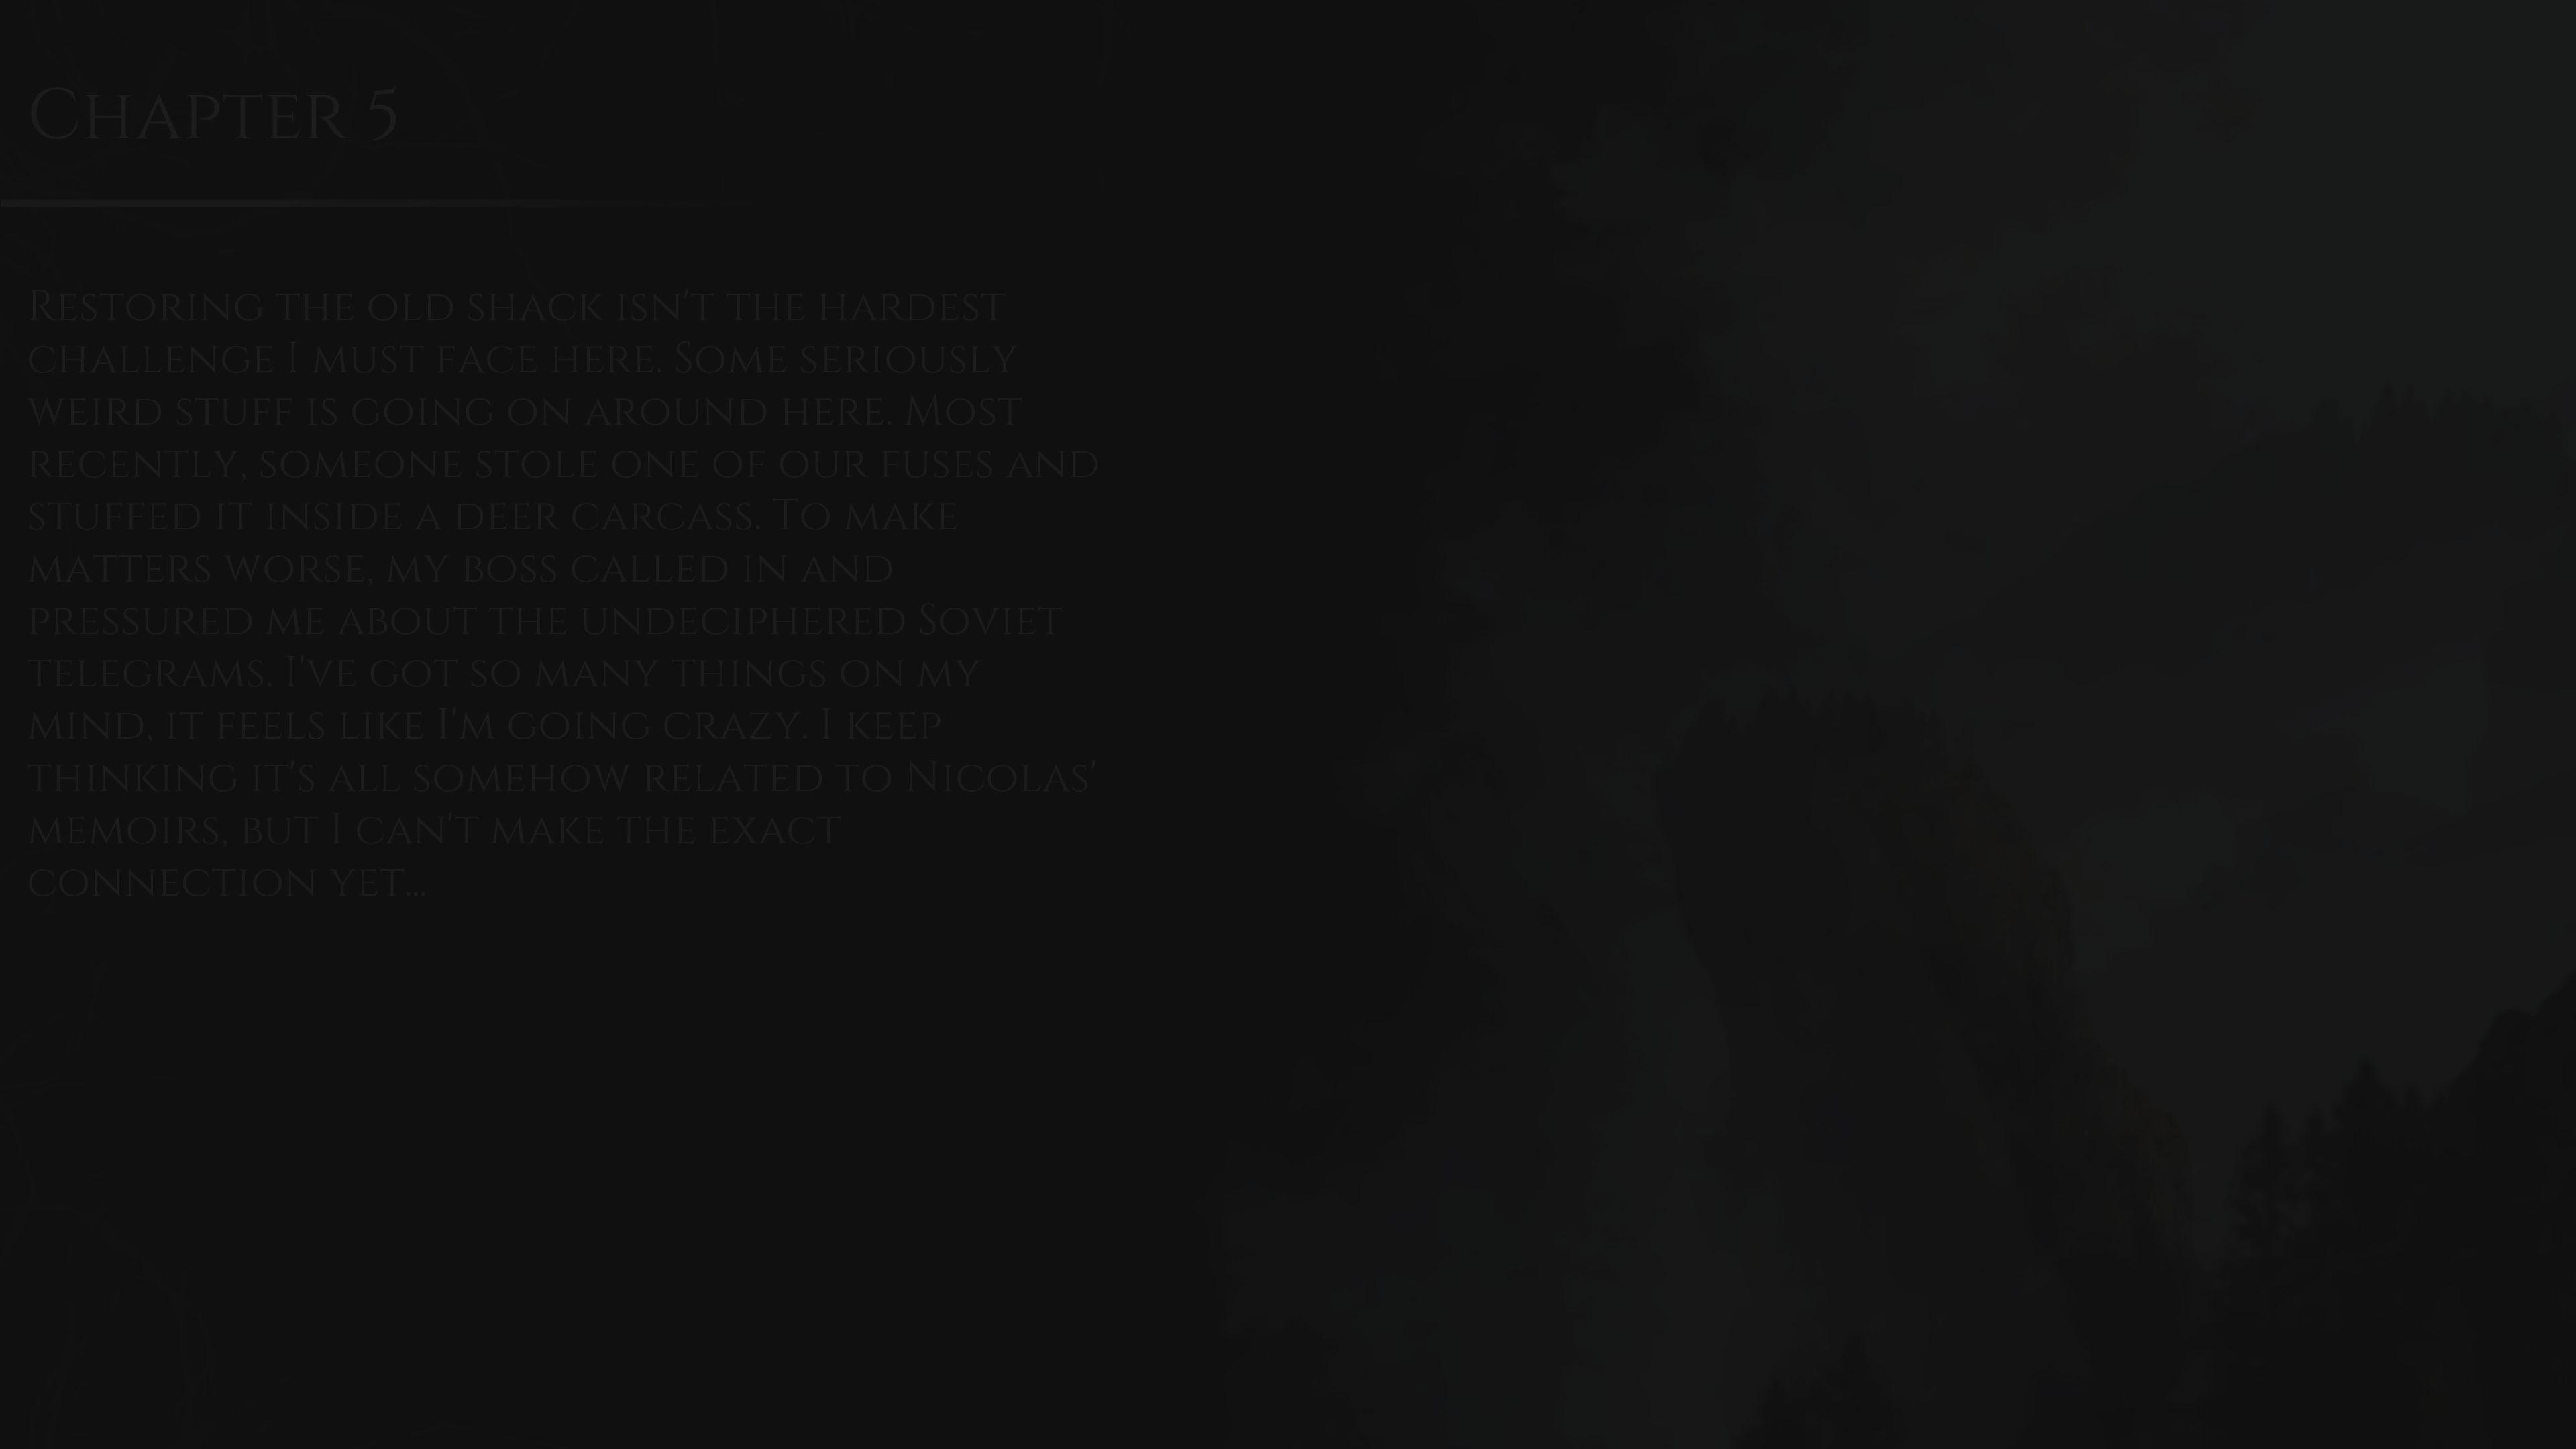 Chapter 5
Restoring the old shack isn't the hardest
challenge I must face here. Some seriously
weird stuff is going on around here. Most
recently, someone stole one of our fuses and
stuffed it inside a deer carcass. To make
matters worse, my boss called in and
pressured me about the undeciphered Soviet
telegrams. I've got so many things on my
mind, it feels like I'm going crazy. I keep
thinking it's all somehow related to Nicolas'
memoirs, but I can't make the exact
connection yet...